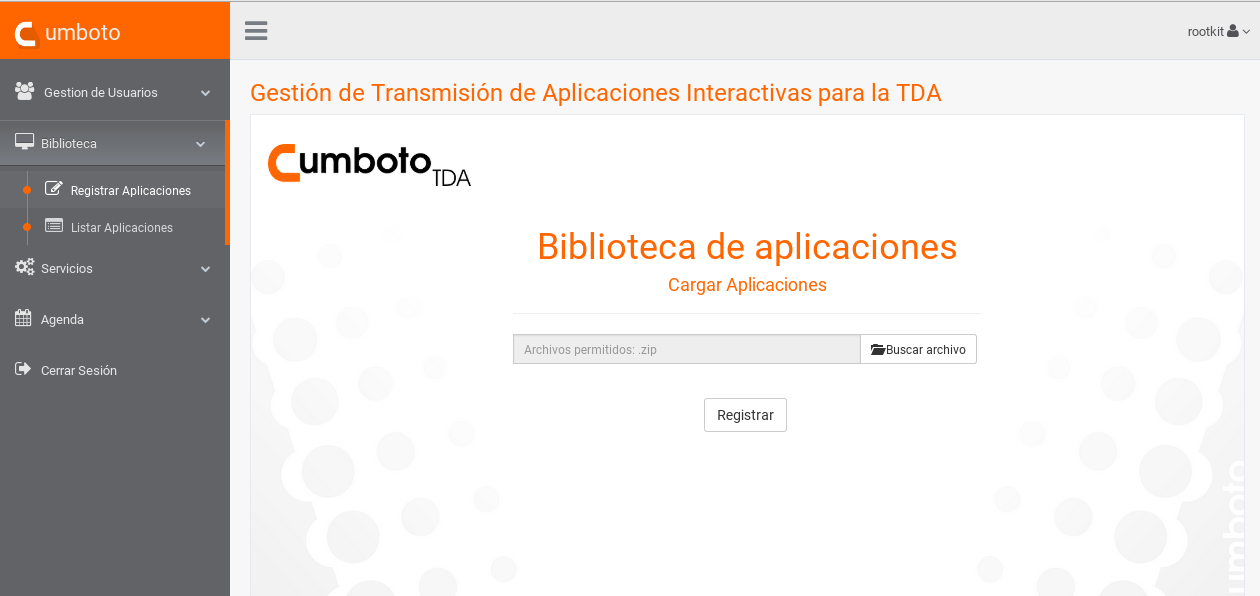 Cumboto
rootkit
Gestion de Usuarios
Biblioteca
Registrar Aplicaciones
Listar Aplicaciones
Servicios
Agenda
Cerrar Sesión
Gestión de Transmisión de Aplicaciones Interactivas para la TDA
Cumboto TDA
Biblioteca de aplicaciones
Cargar Aplicaciones
Archivos permitidos: .zip
Buscar archivo
Registrar
umboto